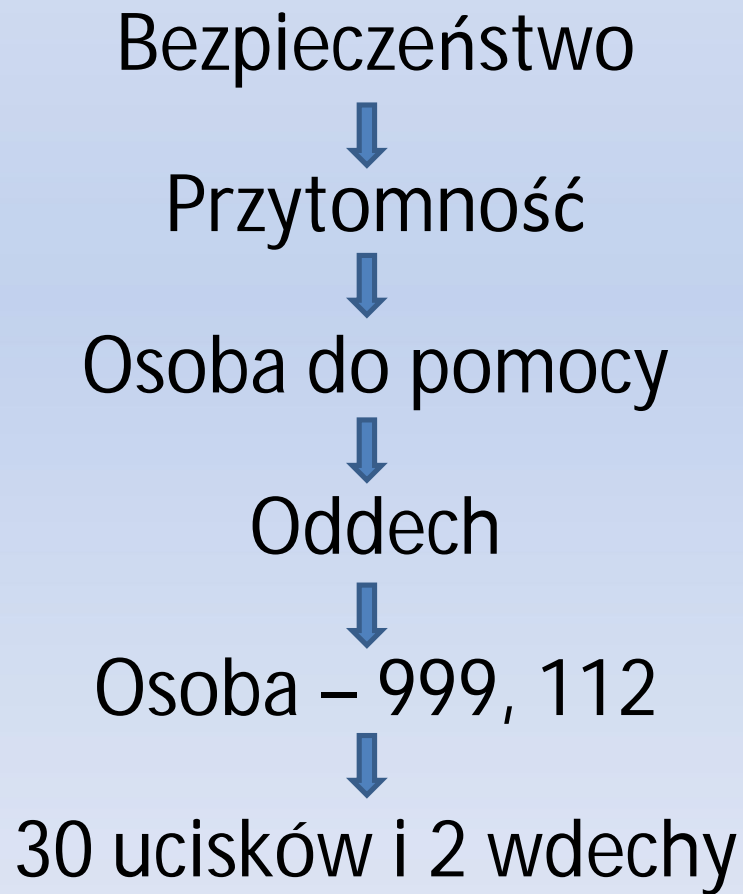 Bezpieczeństwo
Przytomność
Osoba do pomocy
Oddech
Osoba – 999, 112
30 ucisków i 2 wdechy